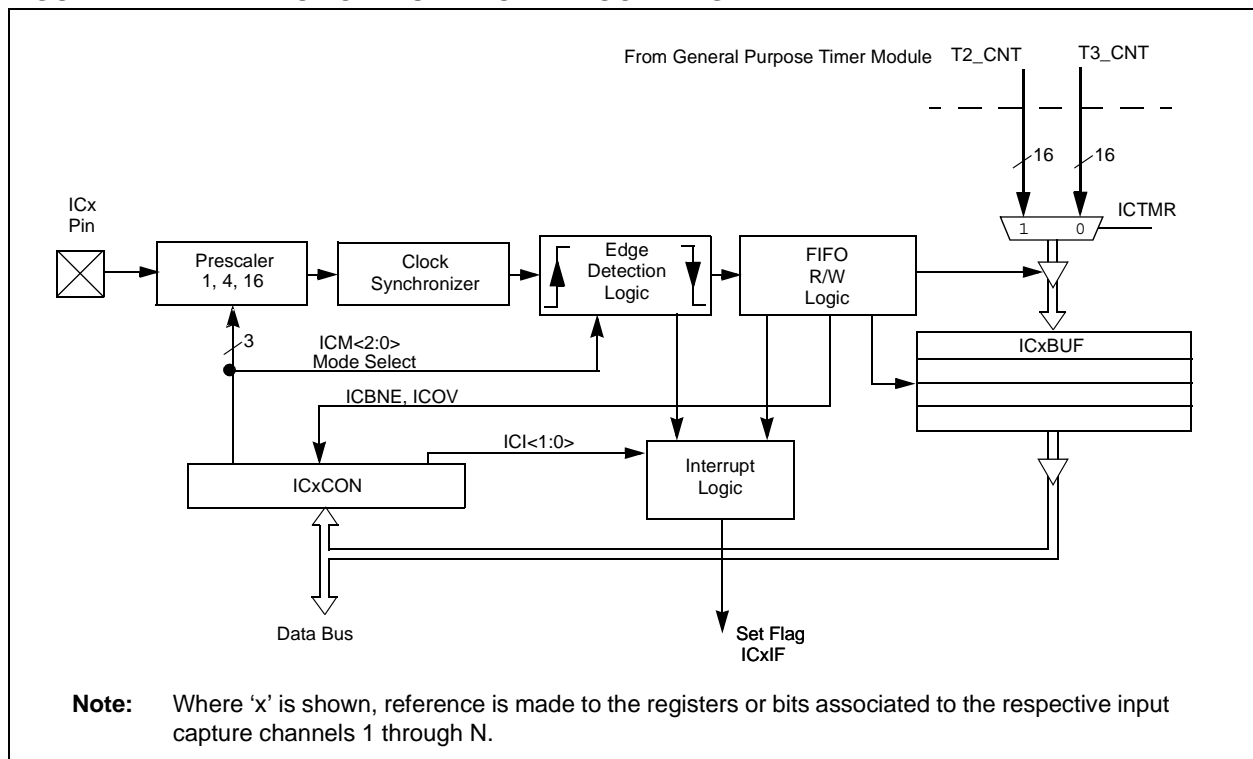 From General Purpose Timer Module T2_CNT T3_CNT
16 16
ICx
Pin
ICTMR
1 0
Prescaler
1, 4, 16
Clock
Synchronizer
Edge
Detection
Logic
FIFO
R/W
Logic
3
ICM<2:0>
Mode Select
ICxBUF
ICBNE, ICOV
ICI<1:0>
ICxCON
Interrupt
Logic
Data Bus
Set Flag
ICxIF
Note: Where ‘x’ is shown, reference is made to the registers or bits associated to the respective input
capture channels 1 through N.